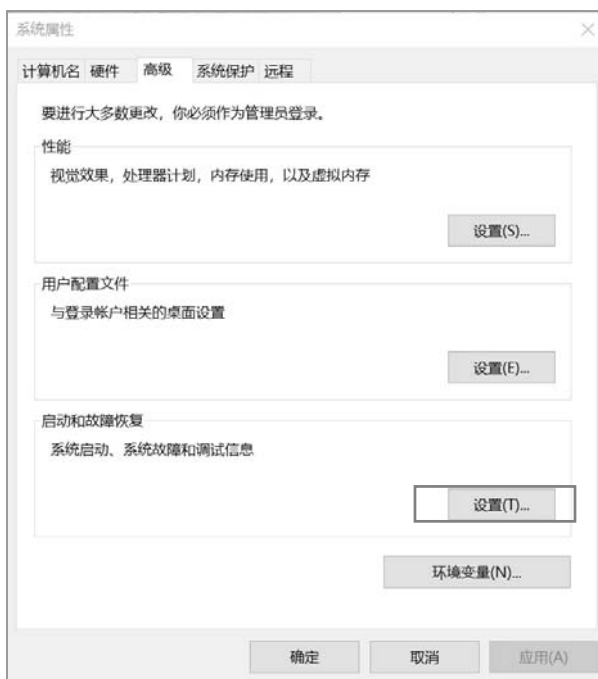 系统属性
计算机名 硬件 高级 系统保护 远程
要进行大多数更改，你必须作为管理员登录。
性能
视觉效果，处理器计划，内存使用，以及虚拟内存
设置(S)...
用户配置文件
与登录帐户相关的桌面设置
设置(E)...
启动和故障恢复
系统启动、系统故障和调试信息
设置(T)...
环境变量(N)...
确定 取消 应用(A)